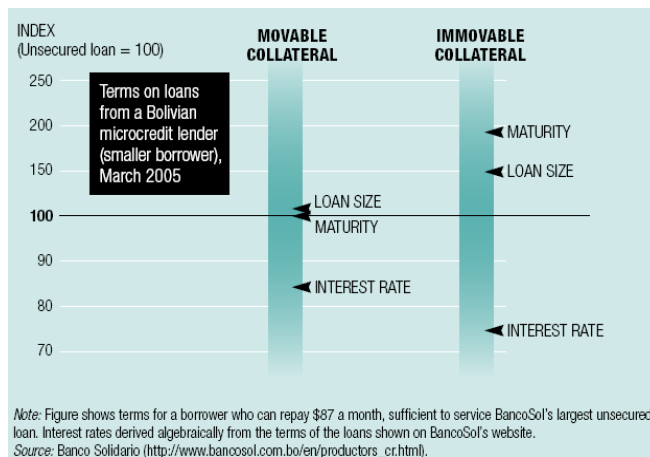 INDEX
(Unsecured loan = 100)
MOVABLE
COLLATERAL
IMMOVABLE
COLLATERAL
250
Terms on loans
from a Bolivian
microcredit lender
(smaller borrower),
March 2005
200
MATURITY
150
LOAN SIZE
LOAN SIZE
100
MATURITY
90
INTEREST RATE
80
INTEREST RATE
70
Note: Figure shows terms for a borrower who can repay $87 a month, sufficient to service BancoSol's largest unsecured
loan. Interest rates derived algebraically from the terms of the loans shown on BancoSol's website.
Source: Banco Solidario (http://www.bancosol.com.bo/en/productors_cr.html).